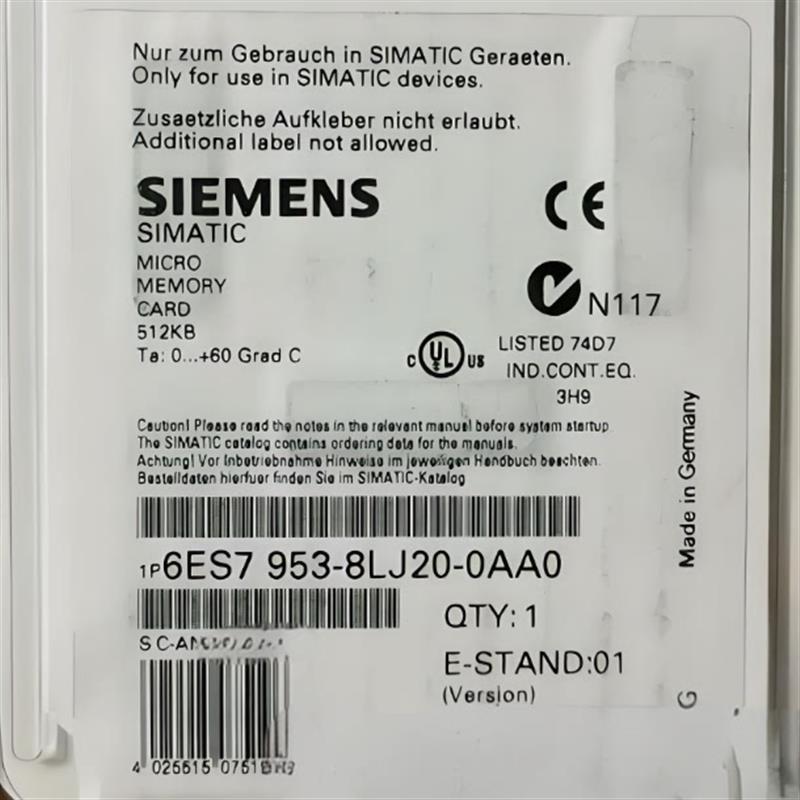 Nur zum Gebrauch in SIMATIC Geraeten.
Only for use in SIMATIC devices.
Zusaetzliche Aufkleber nicht erlaubt.
Additional label not allowed.
SIEMENS
SIMATIC
MICRO
MEMORY
CARD
512KB
Ta: 0...+60 Grad C
CE
N117
C UL US
LISTED 74D7
IND.CONT.EQ.
3H9
Caution! Please read the notes in the relevant manual before system startup.
The SIMATIC catalog contains ordering data for the manuals.
Achtung! Vor Inbetriebnahme Hinweise im jeweiligen Handbuch beachten.
Bestelldaten hierfuer finden Sie im SIMATIC-Katalog
Made in Germany
1P6ES7 953-8LJ20-0AA0
QTY: 1
S C-A
E-STAND:01
(Version)
G
4 025515